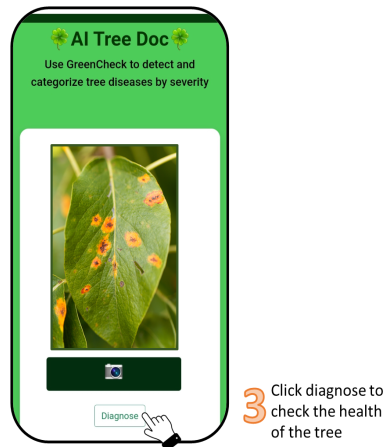 AI Tree Doc
Use GreenCheck to detect and
categorize tree diseases by severity
Diagnose
3
Click diagnose to
check the health
of the tree